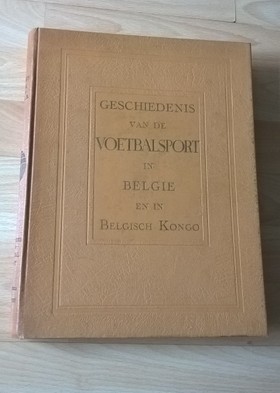 GESCHIEDENIS
VAN DE
VOETBALSPORT
IN
BELGIE
EN IN
BELGISCH KONGO